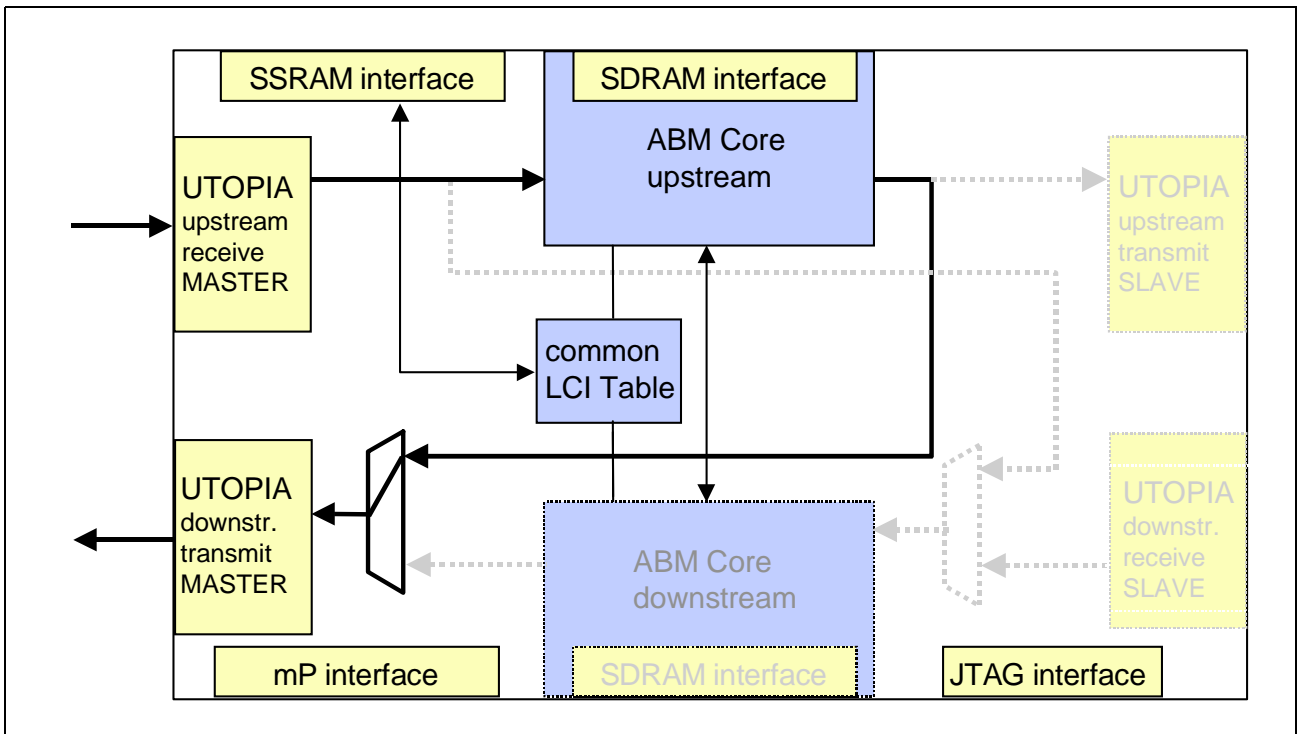 SSRAM interface
SDRAM interface
ABM Core
upstream
UTOPIA
upstream
receive
MASTER
UTOPIA
upstream
transmit
SLAVE
common
LCI Table
UTOPIA
downstr.
transmit
MASTER
ABM Core
downstream
UTOPIA
downstr.
receive
SLAVE
mP interface
SDRAM interface
JTAG interface